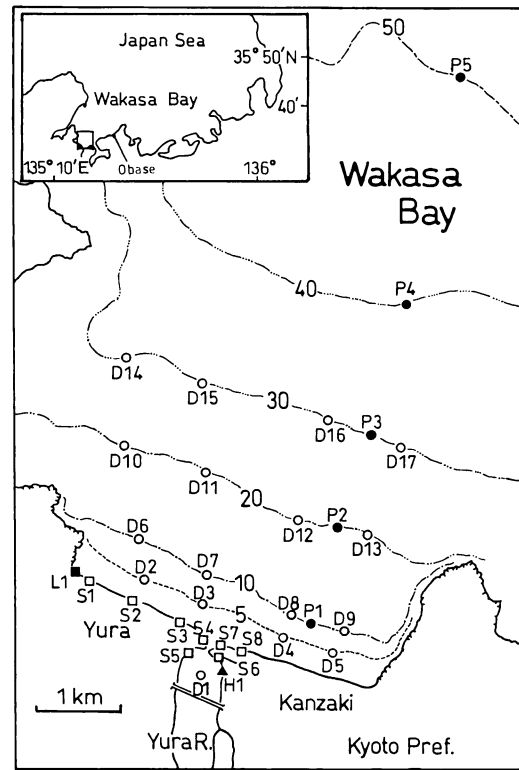 Japan Sea
35° 50′ N
Wakasa Bay
40′
135° 10′ E
Obase
136°
50
P5
Wakasa
Bay
40
P4
D14
D15
30
D16
P3
D17
D10
D11
20
D12
P2
D13
D6
D7
10
D2
D8
P1
D9
L1
S1
D3
5
S2
D4
D5
Yura
S3
S4
S7
S8
S5
S6
D1
H1
Kanzaki
1 km
Yura R.
Kyoto Pref.